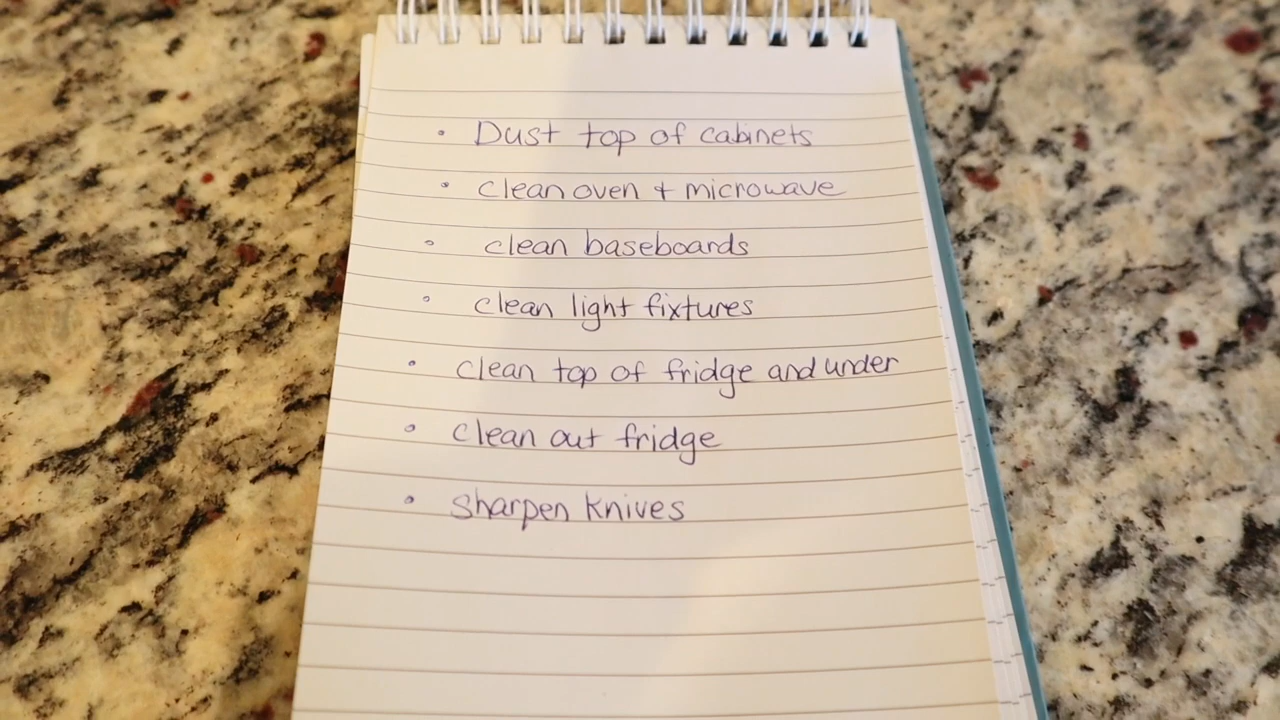 • Dust top of cabinets
• clean oven + microwave
• clean baseboards
• clean light fixtures
• clean top of fridge and under
• clean out fridge
• sharpen knives